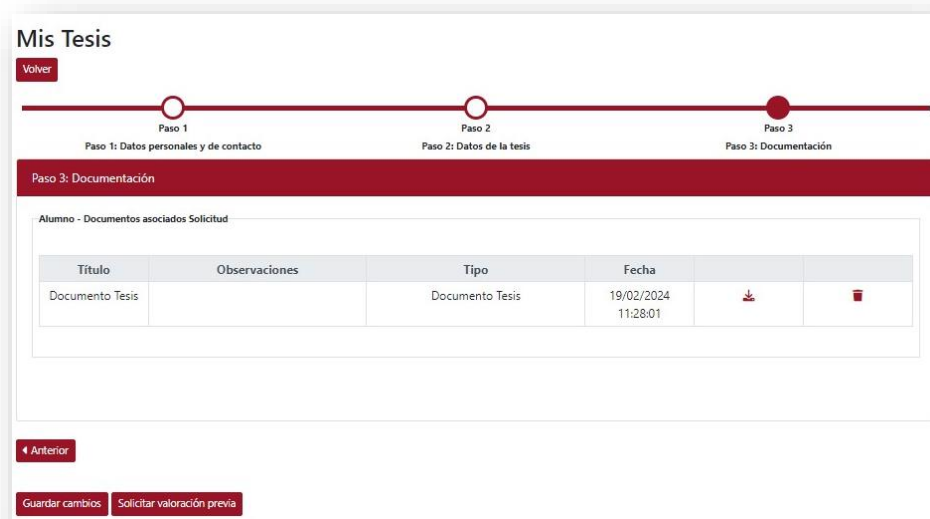 Mis Tesis
Volver
Paso 1
Paso 2
Paso 3
Paso 1: Datos personales y de contacto
Paso 2: Datos de la tesis
Paso 3: Documentación
Paso 3: Documentación
Alumno - Documentos asociados Solicitud
Título Observaciones Tipo Fecha
Documento Tesis Documento Tesis 19/02/2024
11:28:01
Anterior
Guardar cambios Solicitar valoración previa